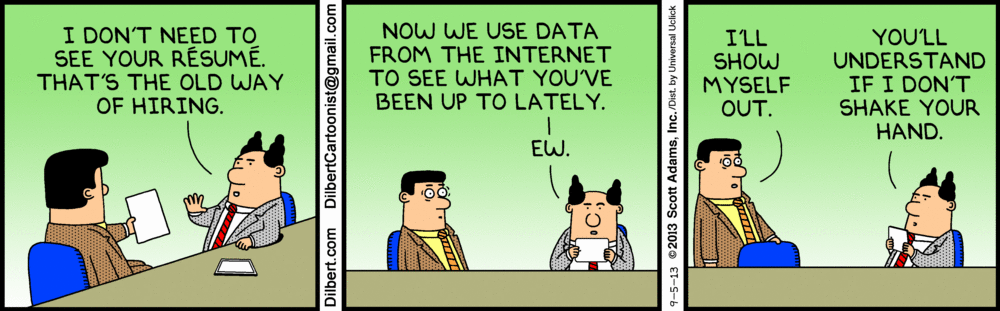 I DON'T NEED TO
SEE YOUR RÉSUMÉ.
THAT'S THE OLD WAY
OF HIRING.
Dilbert.com DilbertCartoonist@gmail.com
NOW WE USE DATA
FROM THE INTERNET
TO SEE WHAT YOU'VE
BEEN UP TO LATELY.
EW.
9-5-13 ©2013 Scott Adams, Inc./Dist. by Universal Uclick
I'LL
SHOW
MYSELF
OUT.
YOU'LL
UNDERSTAND
IF I DON'T
SHAKE YOUR
HAND.